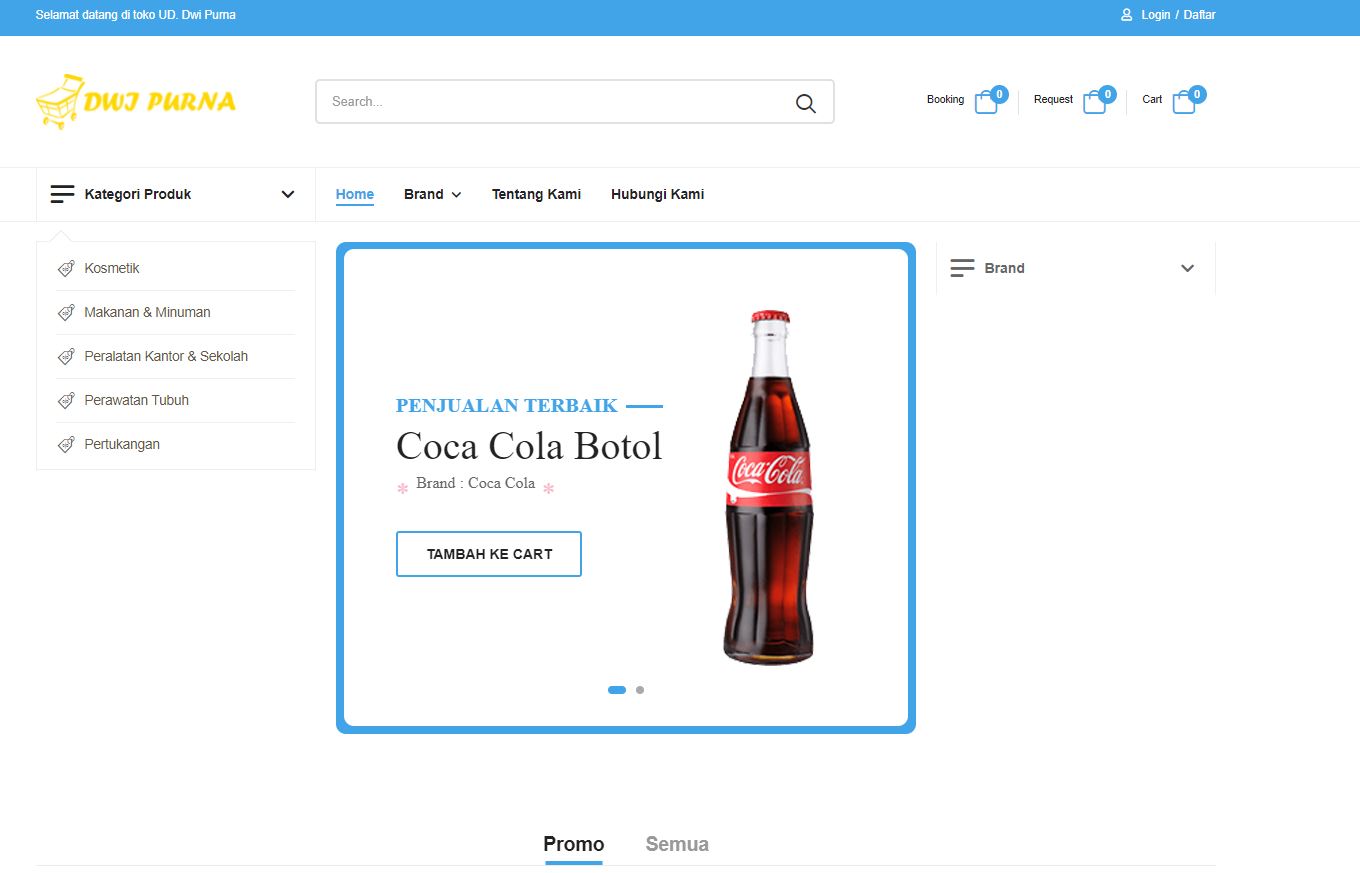 Selamat datang di toko UD. Dwi Purna
Login / Daftar
DWI PURNA
Search...
Booking 0
Request 0
Cart 0
Kategori Produk
Home
Brand
Tentang Kami
Hubungi Kami
Kosmetik
Makanan & Minuman
Peralatan Kantor & Sekolah
Perawatan Tubuh
Pertukangan
PENJUALAN TERBAIK
Coca Cola Botol
Brand : Coca Cola
TAMBAH KE CART
Coca-Cola
Brand
Promo
Semua